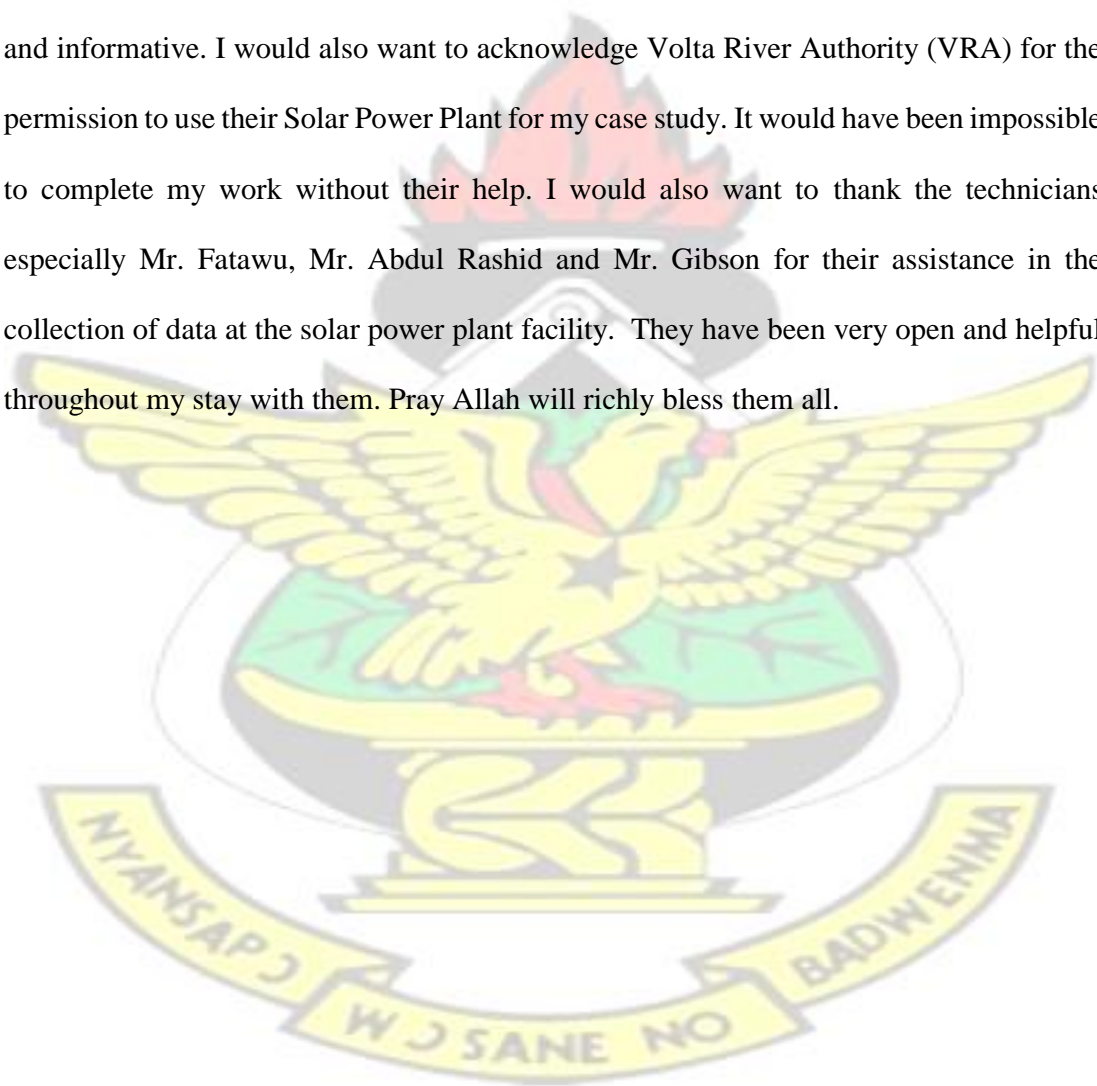 and informative. I would also want to acknowledge Volta River Authority (VRA) for the
permission to use their Solar Power Plant for my case study. It would have been impossible
to complete my work without their help. I would also want to thank the technicians
especially Mr. Fatawu, Mr. Abdul Rashid and Mr. Gibson for their assistance in the
collection of data at the solar power plant facility. They have been very open and helpful
throughout my stay with them. Pray Allah will richly bless them all.
NYANSAPƆ
WƆ SANE NO
BADWENMA